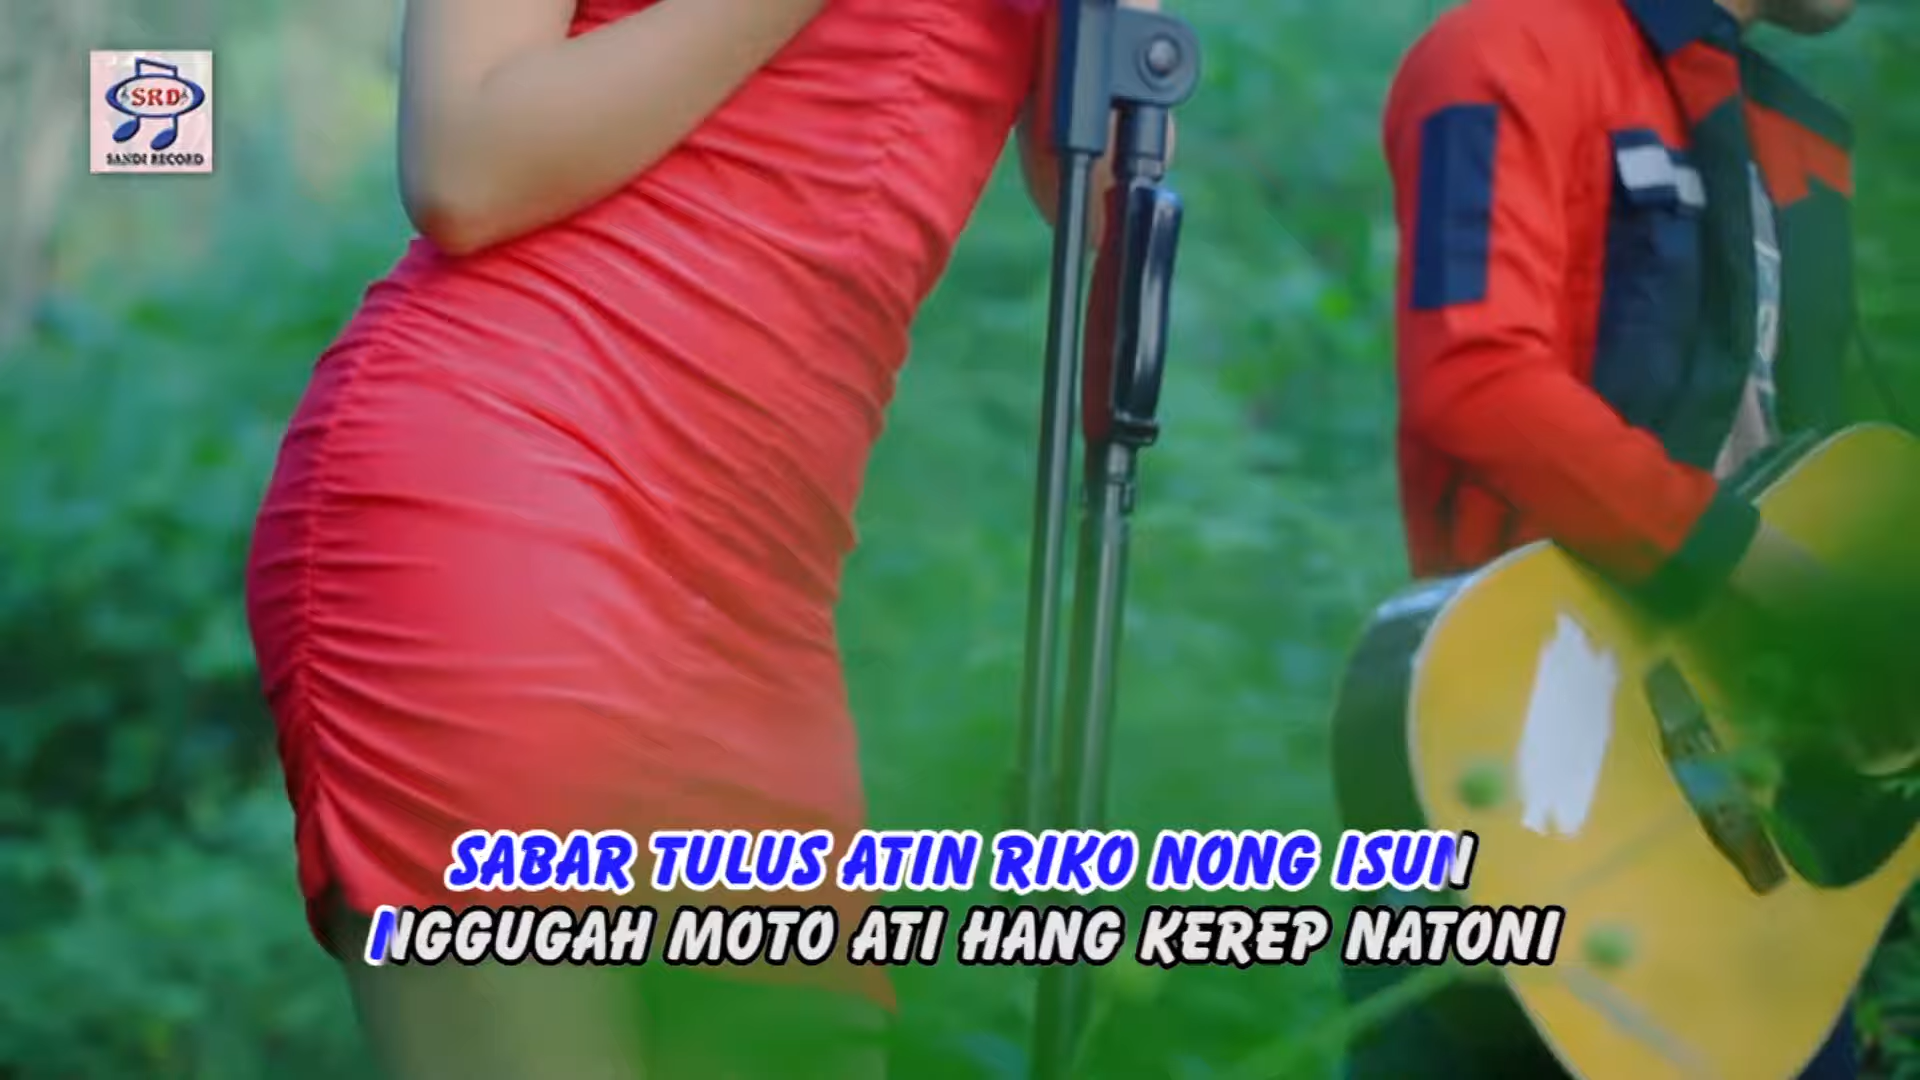 SRD
SANDI RECORD
SABAR TULUS ATIN RIKO NONG ISUN
NGGUGAH MOTO ATI HANG KEREP NATONI